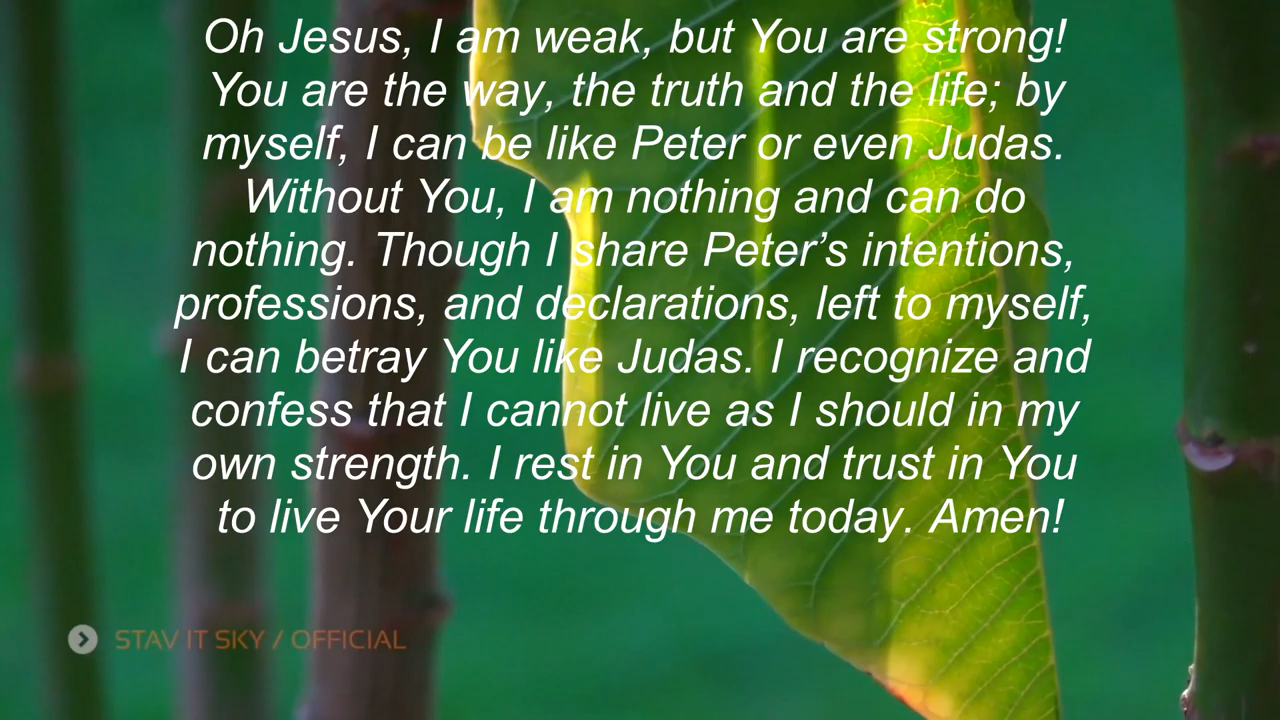 Oh Jesus, I am weak, but You are strong!
You are the way, the truth and the life; by
myself, I can be like Peter or even Judas.
Without You, I am nothing and can do
nothing. Though I share Peter’s intentions,
professions, and declarations, left to myself,
I can betray You like Judas. I recognize and
confess that I cannot live as I should in my
own strength. I rest in You and trust in You
to live Your life through me today. Amen!
STAV IT SKY / OFFICIAL